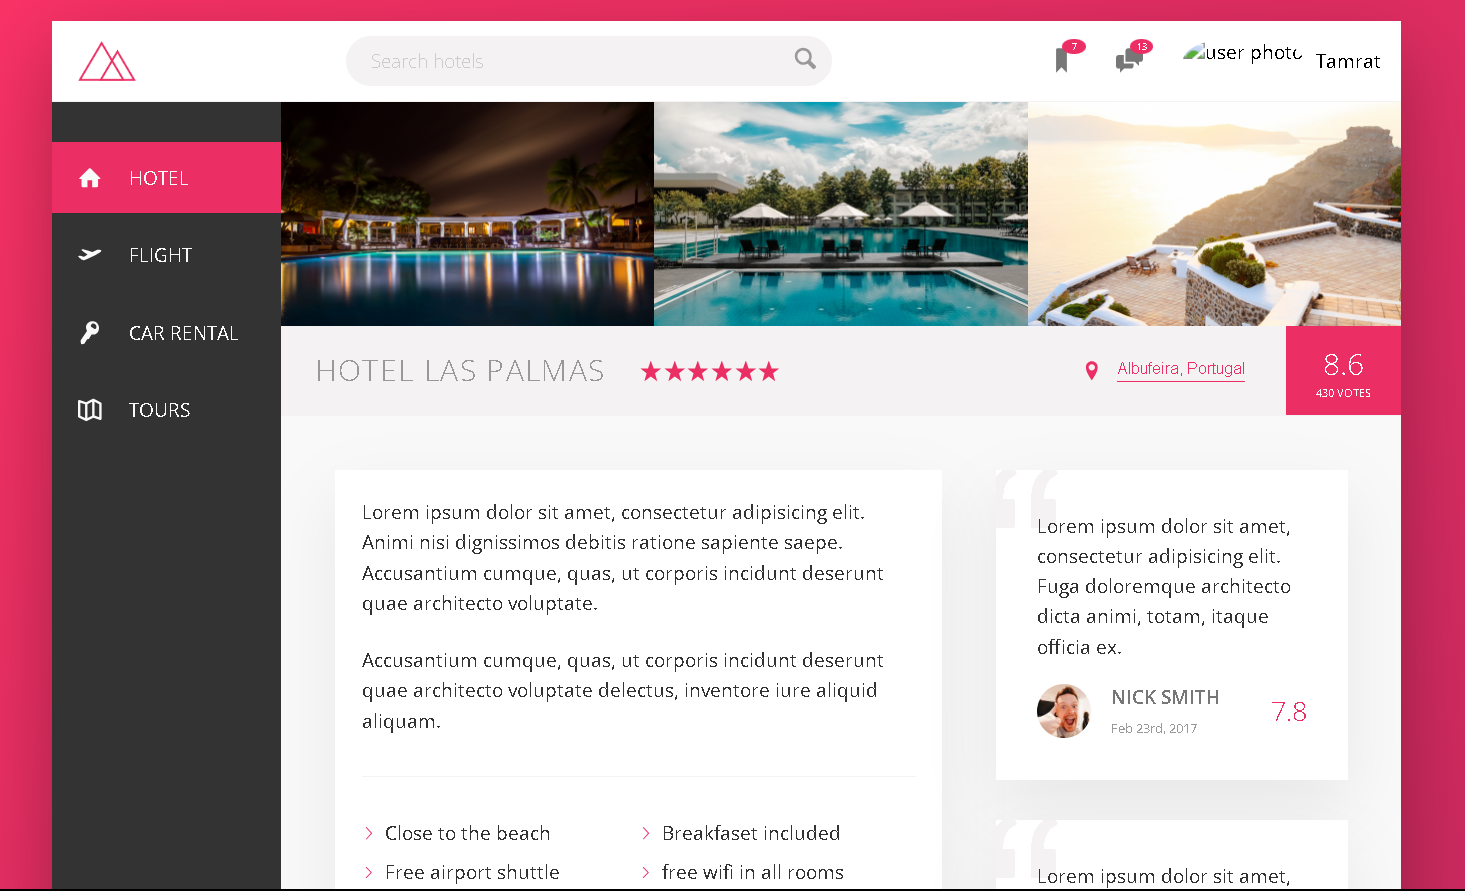 Search hotels
7
13
user photo
Tamrat
HOTEL
FLIGHT
CAR RENTAL
TOURS
HOTEL LAS PALMAS
Albufeira, Portugal
8.6
430 VOTES
Lorem ipsum dolor sit amet, consectetur adipisicing elit.
Animi nisi dignissimos debitis ratione sapiente saepe.
Accusantium cumque, quas, ut corporis incidunt deserunt
quae architecto voluptate.
Accusantium cumque, quas, ut corporis incidunt deserunt
quae architecto voluptate delectus, inventore iure aliquid
aliquam.
Close to the beach
Breakfaset included
Free airport shuttle
free wifi in all rooms
Lorem ipsum dolor sit amet,
consectetur adipisicing elit.
Fuga doloremque architecto
dicta animi, totam, itaque
officia ex.
NICK SMITH
Feb 23rd, 2017
7.8
Lorem ipsum dolor sit amet,